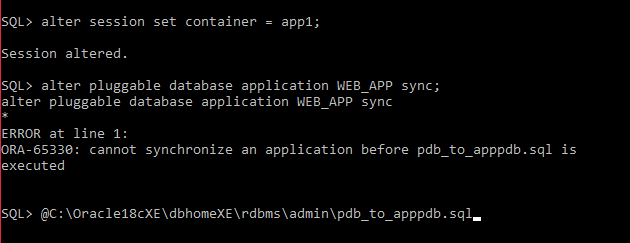 SQL> alter session set container = app1;
Session altered.
SQL> alter pluggable database application WEB_APP sync;
alter pluggable database application WEB_APP sync
*
ERROR at line 1:
ORA-65330: cannot synchronize an application before pdb_to_apppdb.sql is
executed
SQL> @C:\Oracle18cXE\dbhomeXE\rdbms\admin\pdb_to_apppdb.sql